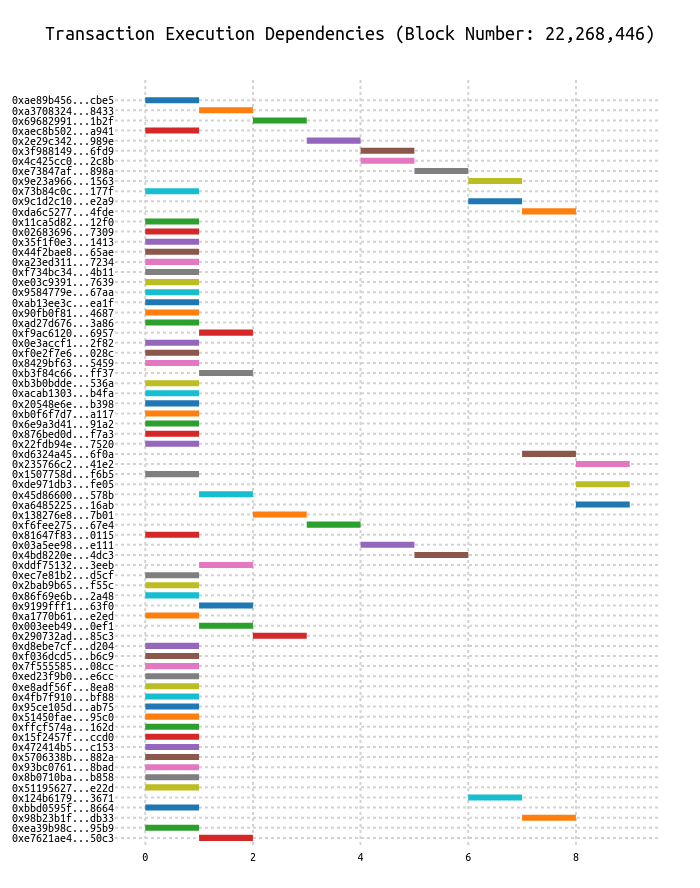 Transaction Execution Dependencies (Block Number: 22,268,446)
0xae89b456...cbe5
0xa3708324...8433
0x69682991...1b2f
0xaec8b502...a941
0x2e29c342...989e
0x3f988149...6fd9
0x4c425cc0...2c8b
0xe73847af...898a
0x9e23a966...1563
0x73b84c0c...177f
0x9c1d2c10...e2a9
0xda6c5277...4fde
0x11ca5d82...12f0
0x02683696...7309
0x35f1f0e3...1413
0x44f2bae8...65ae
0xa23ed311...7234
0xf734bc34...4b11
0xe03c9391...7639
0x9584779e...67aa
0xab13ee3c...ea1f
0x90fb0f81...4687
0xad27d676...3a86
0xf9ac6120...6957
0x0e3accf1...2f82
0xf0e2f7e6...028c
0x8429bf63...5459
0xb3f84c66...ff37
0xb3b0bdde...536a
0xacab1303...b4fa
0x20548e6e...b398
0xb0f6f7d7...a117
0x6e9a3d41...91a2
0x876bed0d...f7a3
0x22fdb94e...7520
0xd6324a45...6f0a
0x235766c2...41e2
0x1507758d...f6b5
0xde971db3...fe05
0x45d86600...578b
0xa6485225...16ab
0x138276e8...7b01
0xf6fee275...67e4
0x81647f83...0115
0x03a5ee98...e111
0x4bd8220e...4dc3
0xddf75132...3eeb
0xec7e81b2...d5cf
0x2bab9b65...f55c
0x86f69e6b...2a48
0x9199fff1...63f0
0xa1770b61...e2ed
0x003eeb49...0ef1
0x290732ad...85c3
0xd8ebe7cf...d204
0xf036dcd5...b6c9
0x7f555585...08cc
0xed23f9b0...e6cc
0xe8adf56f...8ea8
0x4fb7f910...bf88
0x95ce105d...ab75
0x51450fae...95c0
0xffcf574a...162d
0x15f2457f...ccd0
0x472414b5...c153
0x5706338b...882a
0x93bc0761...8bad
0x8b0710ba...b858
0x51195627...e22d
0x124b6179...3671
0xbbd0595f...8664
0x98b23b1f...db33
0xea39b98c...95b9
0xe7621ae4...50c3
0 2 4 6 8